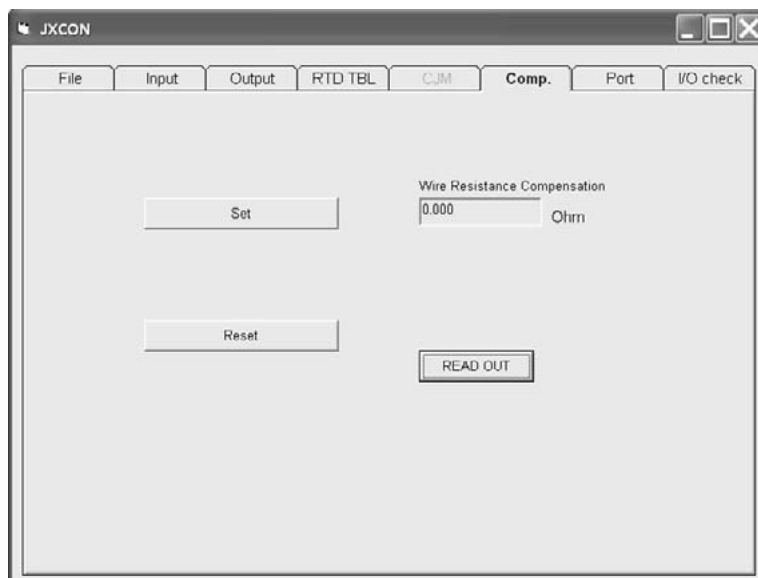 JXCON
File Input Output RTD TBL CJM Comp. Port I/O check
Wire Resistance Compensation
Set 0.000 Ohm
Reset
READ OUT